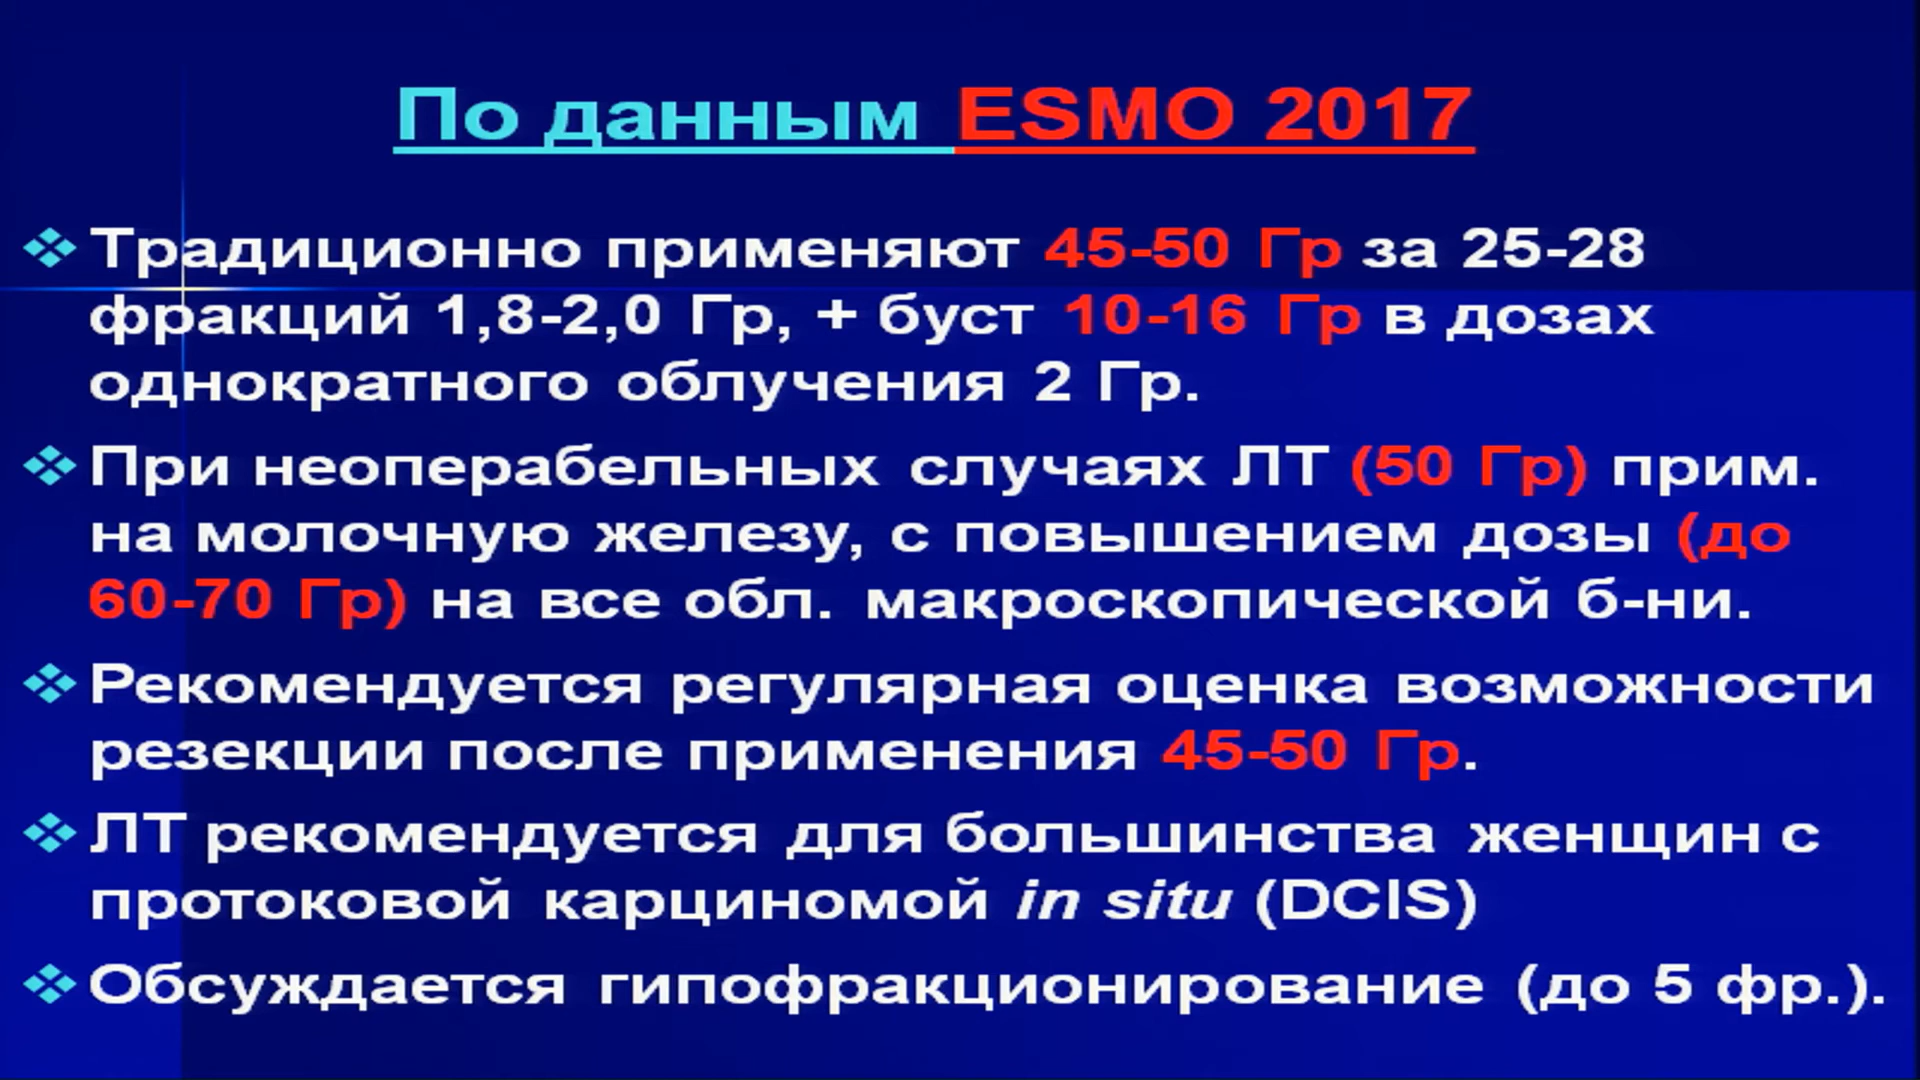 По данным ESMO 2017
Традиционно применяют 45-50 Гр за 25-28
фракций 1,8-2,0 Гр, + буст 10-16 Гр в дозах
однократного облучения 2 Гр.
При неоперабельных случаях ЛТ (50 Гр) прим.
на молочную железу, с повышением дозы (до
60-70 Гр) на все обл. макроскопической б-ни.
Рекомендуется регулярная оценка возможности
резекции после применения 45-50 Гр.
ЛТ рекомендуется для большинства женщин с
протоковой карциномой in situ (DCIS)
Обсуждается гипофракционирование (до 5 фр.).